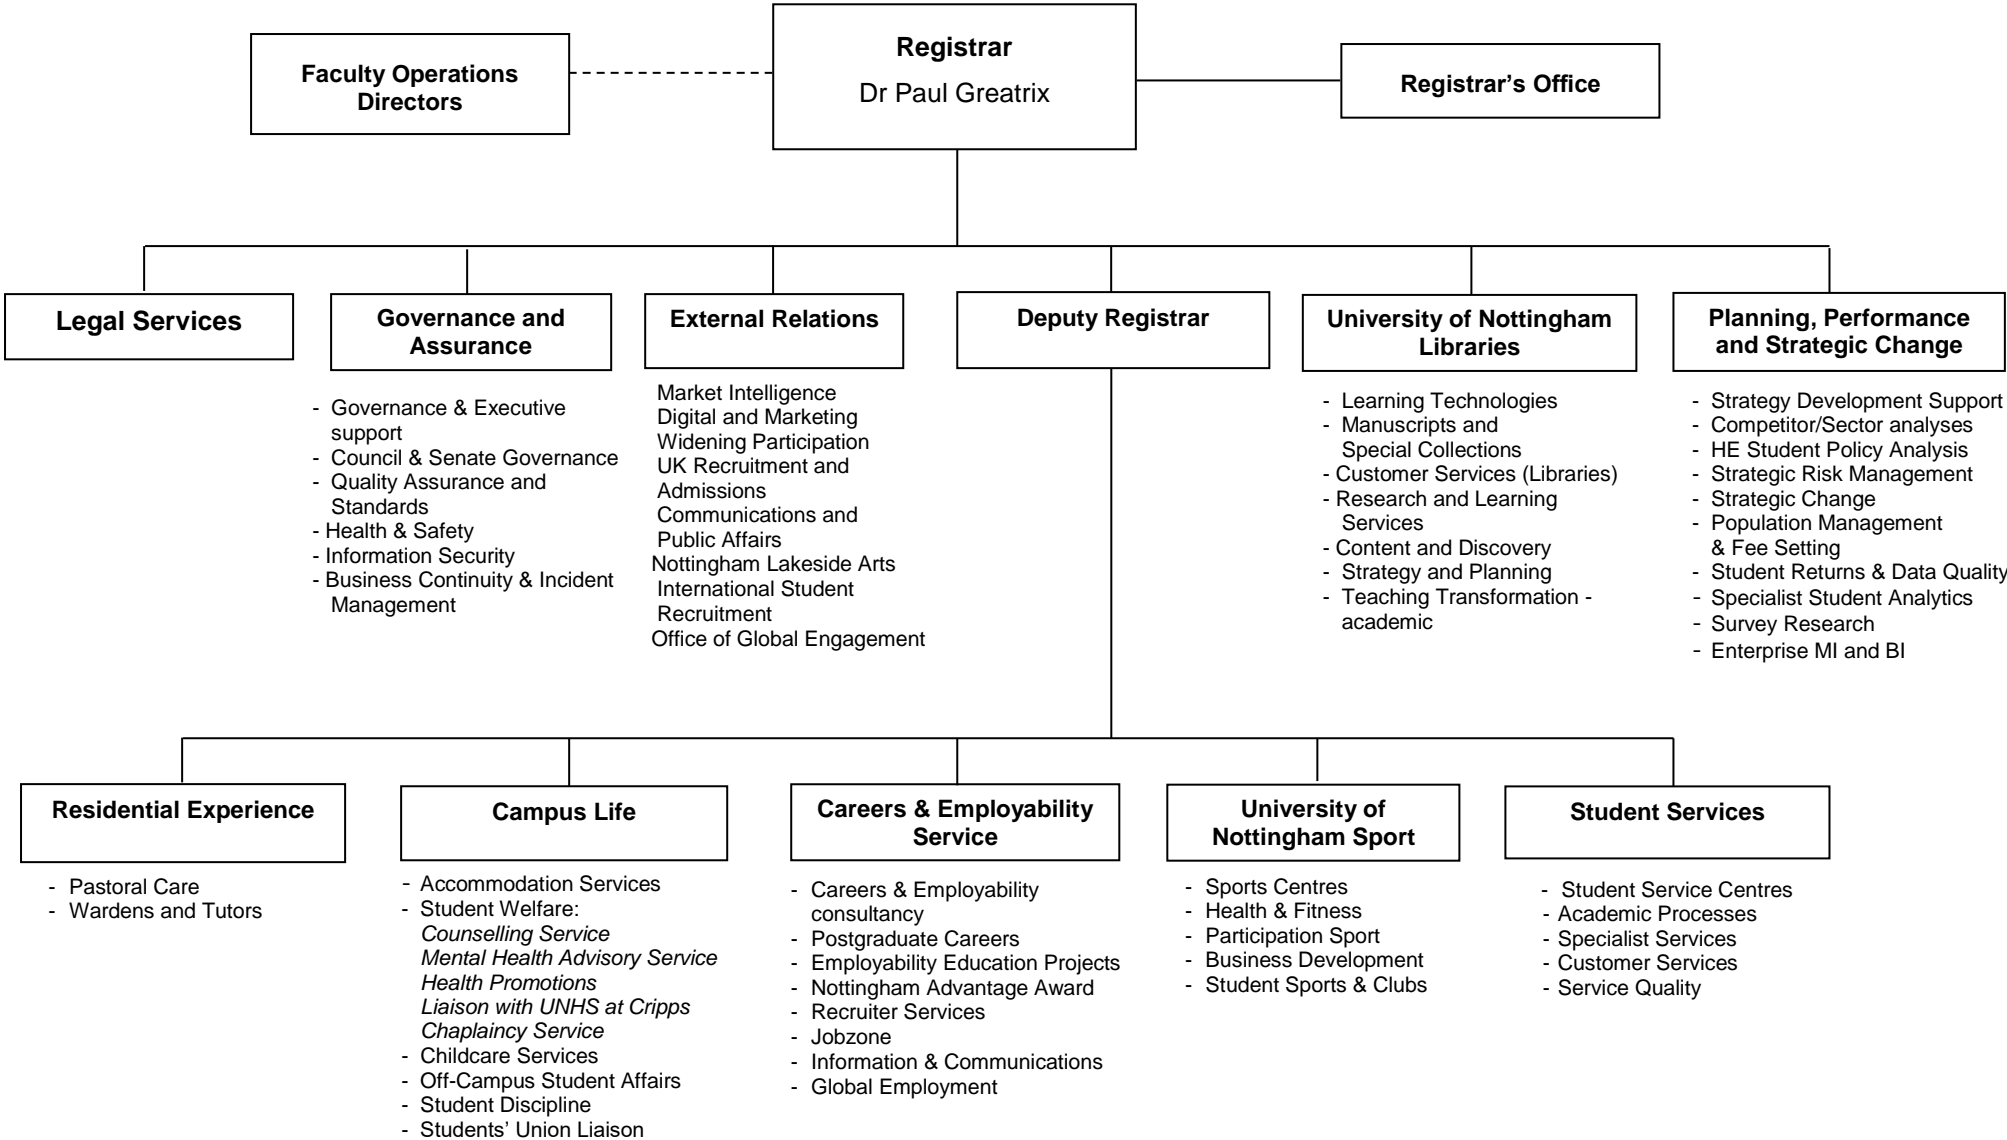 Faculty Operations
Directors
Registrar
Dr Paul Greatrix
Registrar’s Office
Legal Services
Governance and
Assurance
- Governance & Executive
support
- Council & Senate Governance
- Quality Assurance and
Standards
- Health & Safety
- Information Security
- Business Continuity & Incident
Management
External Relations
Market Intelligence
Digital and Marketing
Widening Participation
UK Recruitment and
Admissions
Communications and
Public Affairs
Nottingham Lakeside Arts
International Student
Recruitment
Office of Global Engagement
Deputy Registrar
University of Nottingham
Libraries
- Learning Technologies
- Manuscripts and
Special Collections
- Customer Services (Libraries)
- Research and Learning
Services
- Content and Discovery
- Strategy and Planning
- Teaching Transformation -
academic
Planning, Performance
and Strategic Change
- Strategy Development Support
- Competitor/Sector analyses
- HE Student Policy Analysis
- Strategic Risk Management
- Strategic Change
- Population Management
& Fee Setting
- Student Returns & Data Quality
- Specialist Student Analytics
- Survey Research
- Enterprise MI and BI
Residential Experience
- Pastoral Care
- Wardens and Tutors
Campus Life
- Accommodation Services
- Student Welfare:
Counselling Service
Mental Health Advisory Service
Health Promotions
Liaison with UNHS at Cripps
Chaplaincy Service
- Childcare Services
- Off-Campus Student Affairs
- Student Discipline
- Students’ Union Liaison
Careers & Employability
Service
- Careers & Employability
consultancy
- Postgraduate Careers
- Employability Education Projects
- Nottingham Advantage Award
- Recruiter Services
- Jobzone
- Information & Communications
- Global Employment
University of
Nottingham Sport
- Sports Centres
- Health & Fitness
- Participation Sport
- Business Development
- Student Sports & Clubs
Student Services
- Student Service Centres
- Academic Processes
- Specialist Services
- Customer Services
- Service Quality